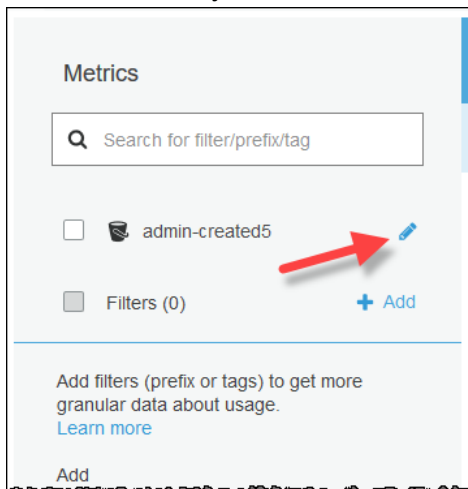 Metrics
Search for filter/prefix/tag
admin-created5
Filters (0)
Add
Add filters (prefix or tags) to get more
granular data about usage.
Learn more
Add